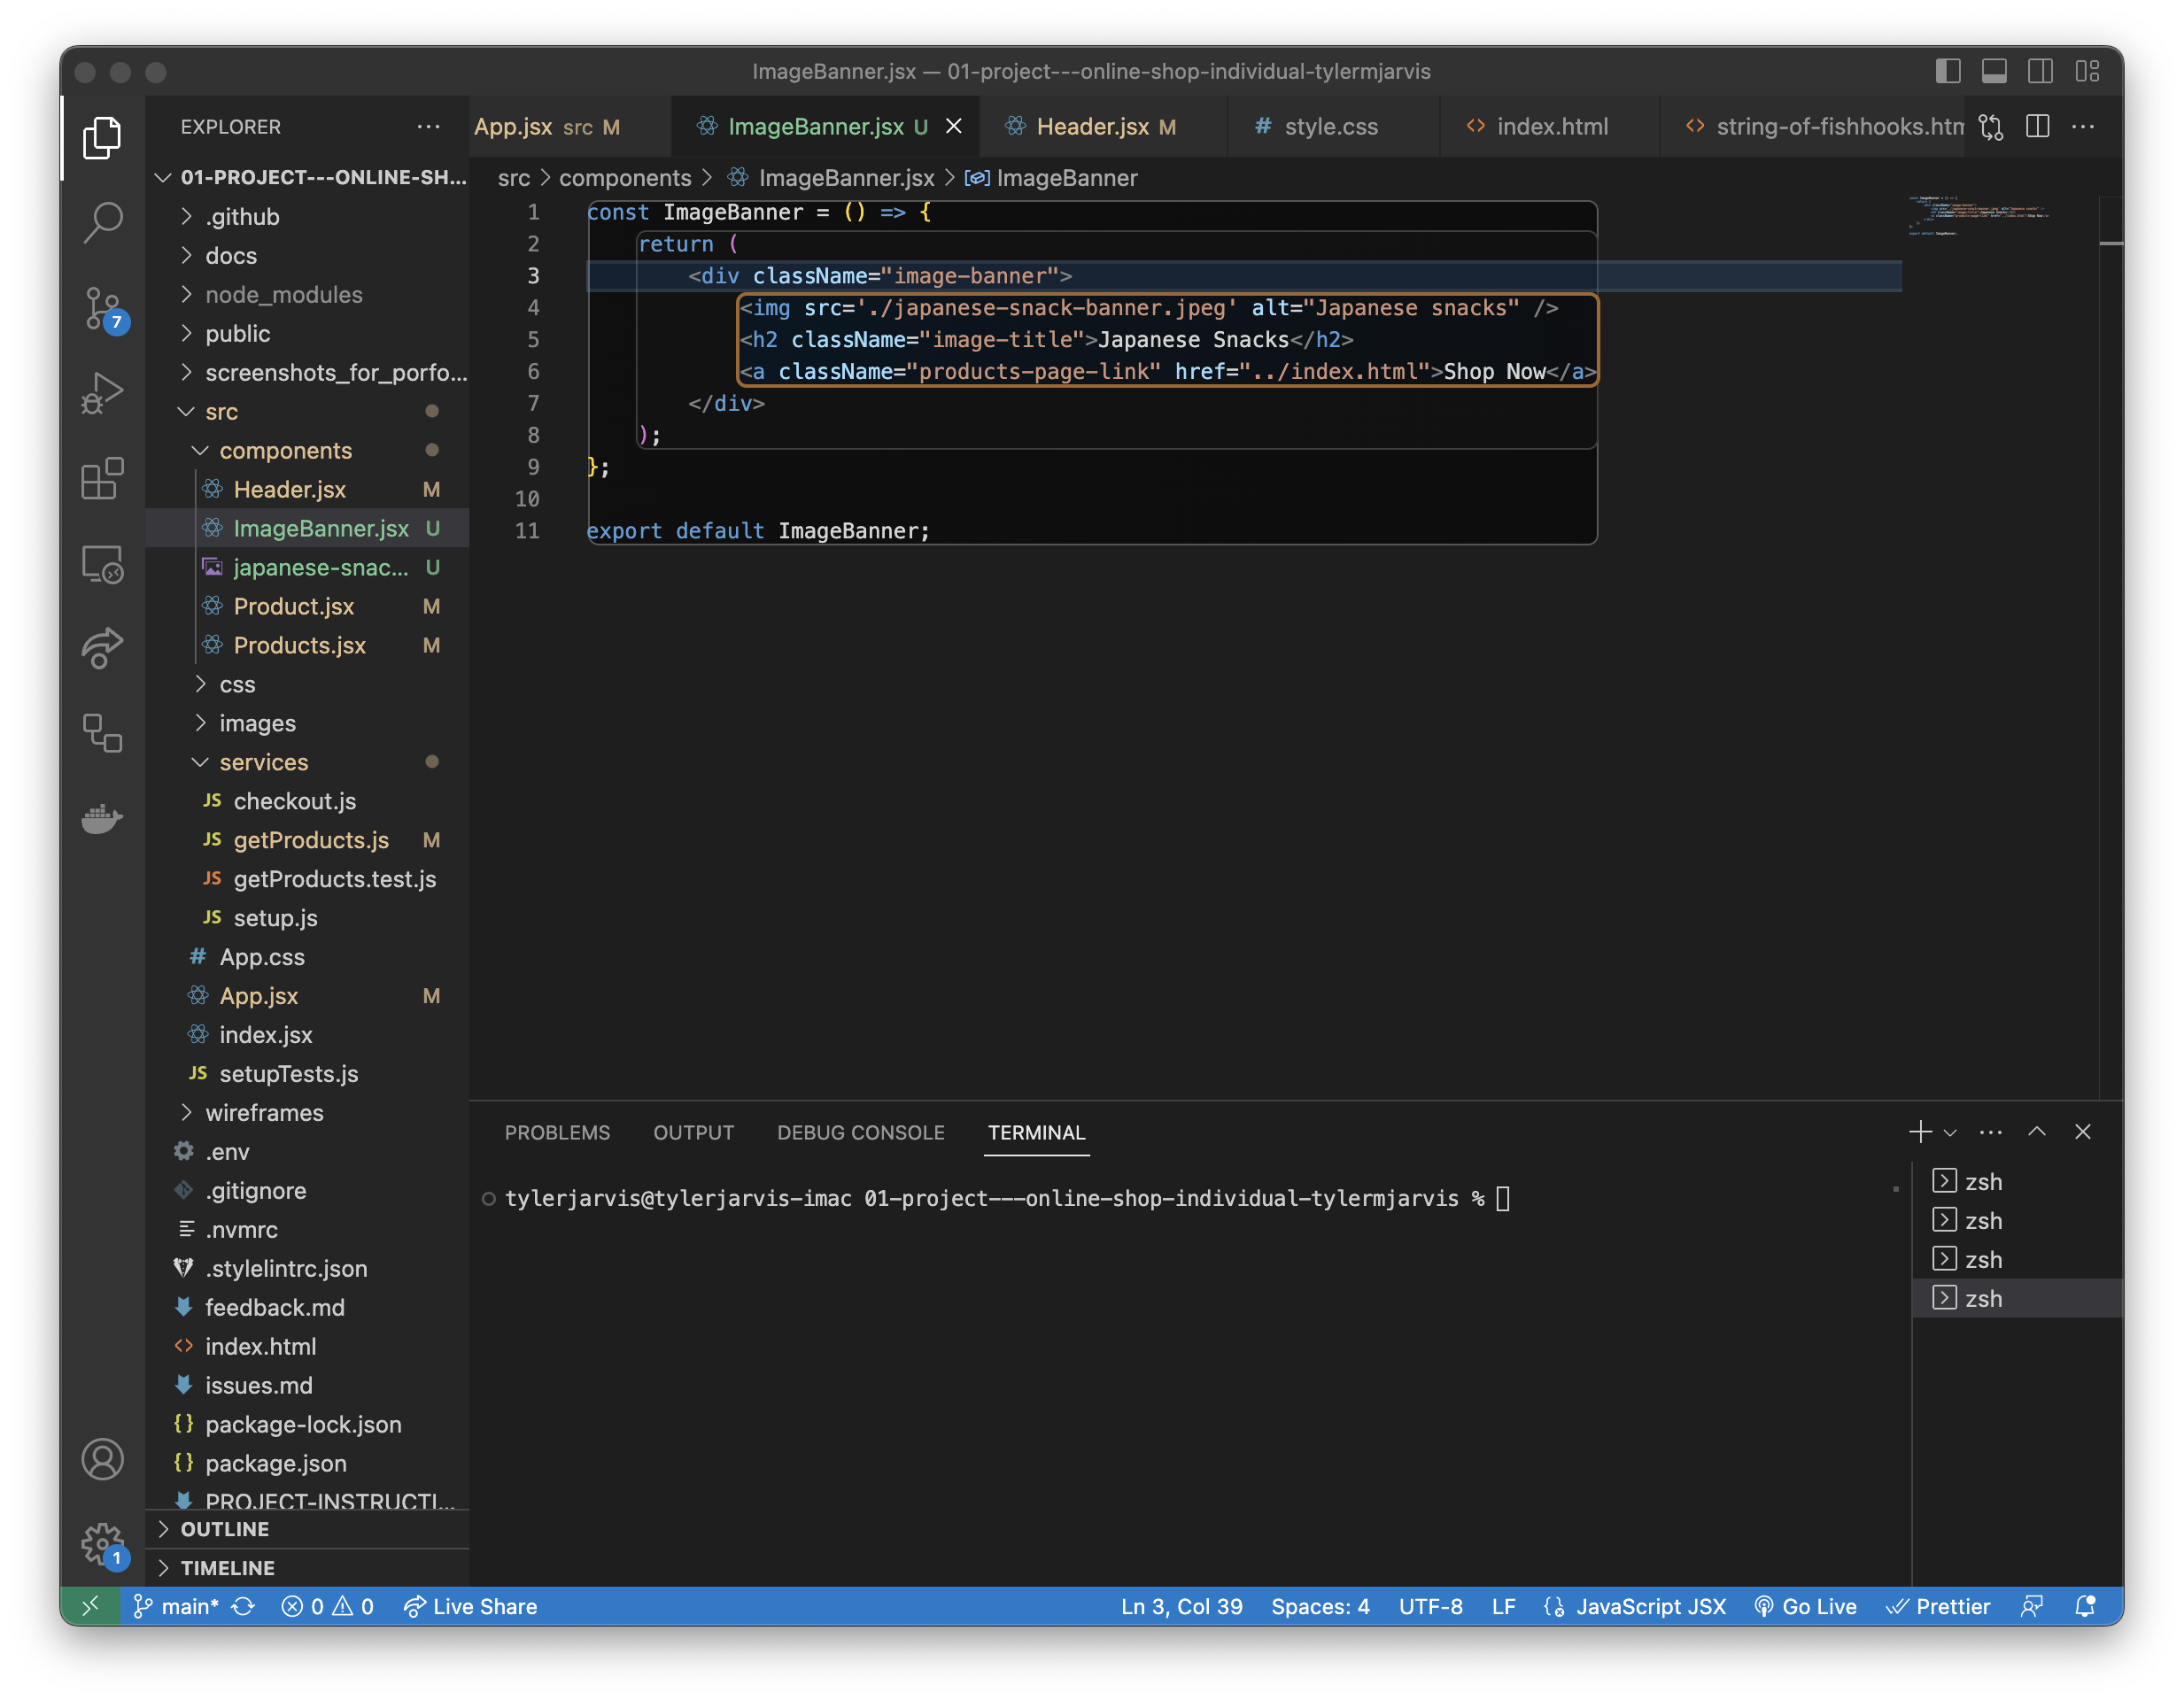 ImageBanner.jsx — 01-project---online-shop-individual-tylermjarvis
EXPLORER
01-PROJECT---ONLINE-SH...
.github
docs
node_modules
public
screenshots_for_porfo...
src
components
Header.jsx M
ImageBanner.jsx U
japanese-snac... U
Product.jsx M
Products.jsx M
css
images
services
JS checkout.js
JS getProducts.js M
JS getProducts.test.js
JS setup.js
# App.css
App.jsx M
index.jsx
JS setupTests.js
wireframes
.env
.gitignore
.nvmrc
.stylelintrc.json
feedback.md
<> index.html
issues.md
{} package-lock.json
{} package.json
PROJECT-INSTRUCTI...
OUTLINE
TIMELINE
7
1
App.jsx src M
ImageBanner.jsx U
Header.jsx M
# style.css
<> index.html
<> string-of-fishhooks.htm
src > components > ImageBanner.jsx > ImageBanner
1 const ImageBanner = () => {
2 return (
3 <div className="image-banner">
4 <img src='./japanese-snack-banner.jpeg' alt="Japanese snacks" />
5 <h2 className="image-title">Japanese Snacks</h2>
6 <a className="products-page-link" href="../index.html">Shop Now</a>
7 </div>
8 );
9 };
10
11 export default ImageBanner;
PROBLEMS OUTPUT DEBUG CONSOLE TERMINAL
tylerjarvis@tylerjarvis-imac 01-project---online-shop-individual-tylermjarvis %
zsh
zsh
zsh
zsh
main* 0 0 Live Share
Ln 3, Col 39 Spaces: 4 UTF-8 LF JavaScript JSX Go Live Prettier